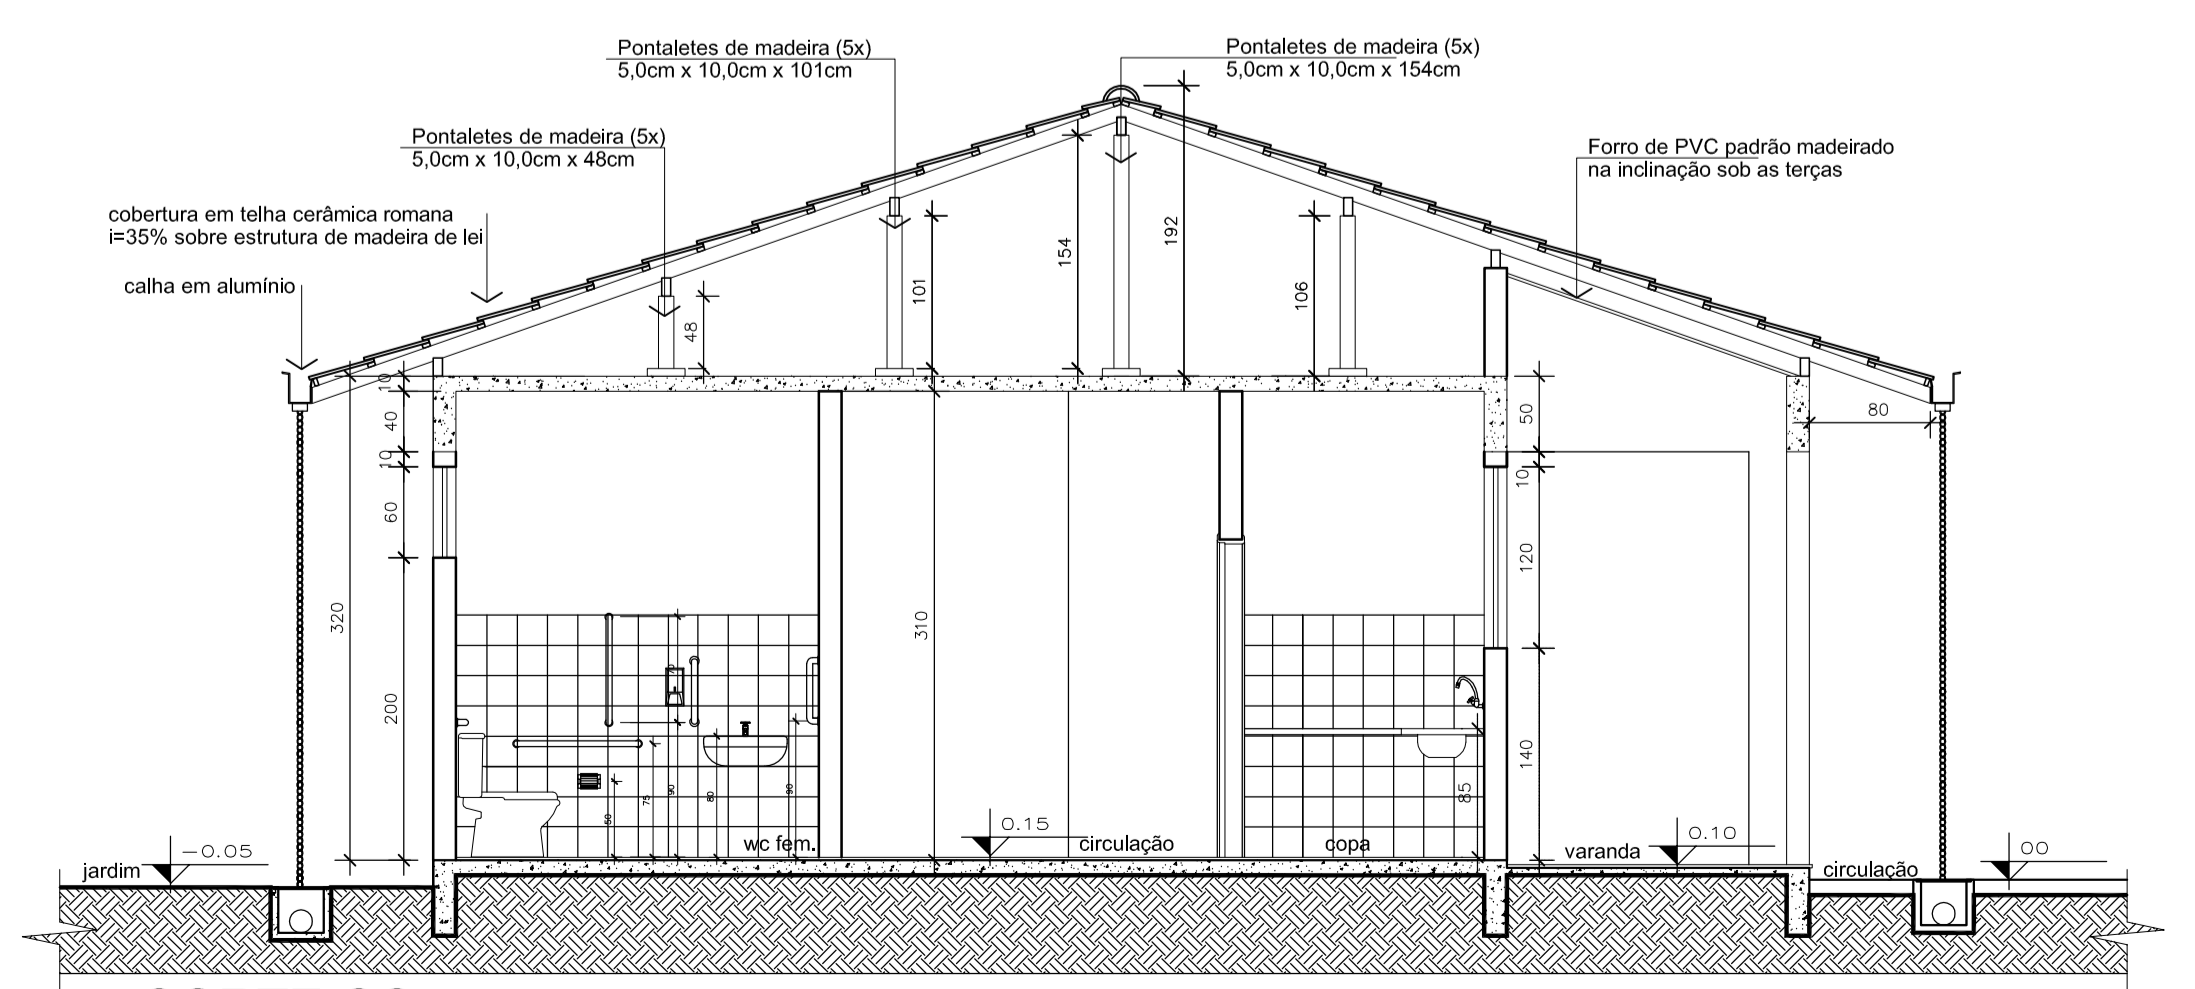 Pontaletes de madeira (5x)
5,0cm x 10,0cm x 101cm
Pontaletes de madeira (5x)
5,0cm x 10,0cm x 154cm
Pontaletes de madeira (5x)
5,0cm x 10,0cm x 48cm
Forro de PVC padrão madeirado
na inclinação sob as terças
cobertura em telha cerâmica romana
i=35% sobre estrutura de madeira de lei
calha em alumínio
192
154
101
106
48
10
40
10
60
200
320
310
50
10
120
140
80
50
75
90
80
90
85
wc fem.
0.15
circulação
copa
varanda
0.10
jardim
-0.05
circulação
00